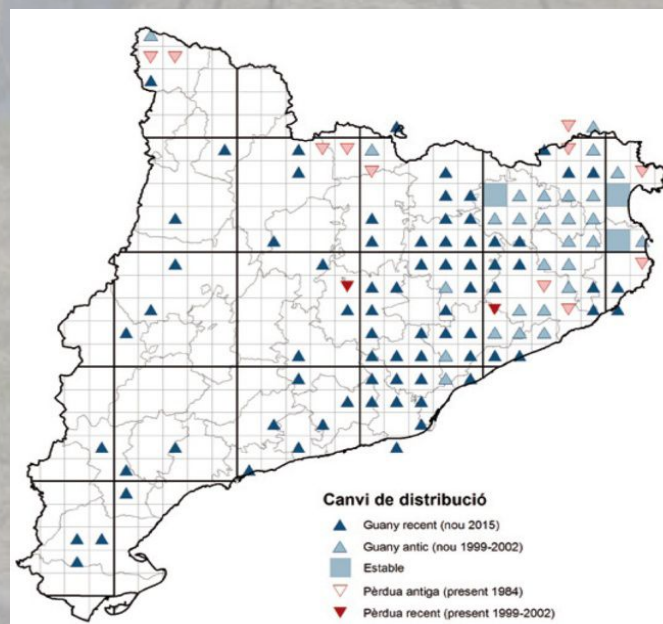 Canvi de distribució
Guany recent (nou 2015)
Guany antic (nou 1999-2002)
Estable
Pèrdua antiga (present 1984)
Pèrdua recent (present 1999-2002)